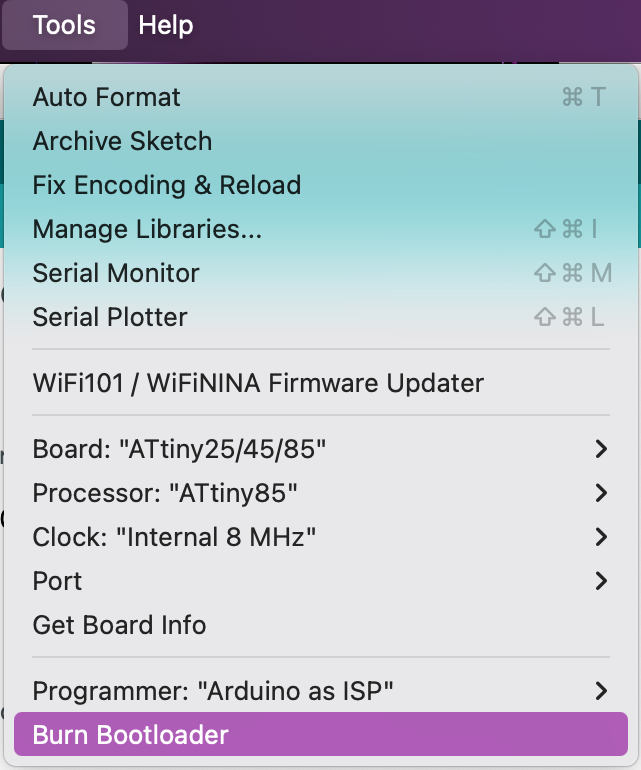 Tools Help
Auto Format ⌘ T
Archive Sketch
Fix Encoding & Reload
Manage Libraries... ⇧ ⌘ I
Serial Monitor ⇧ ⌘ M
Serial Plotter ⇧ ⌘ L
WiFi101 / WiFiNINA Firmware Updater
Board: "ATtiny25/45/85"
Processor: "ATtiny85"
Clock: "Internal 8 MHz"
Port
Get Board Info
Programmer: "Arduino as ISP"
Burn Bootloader